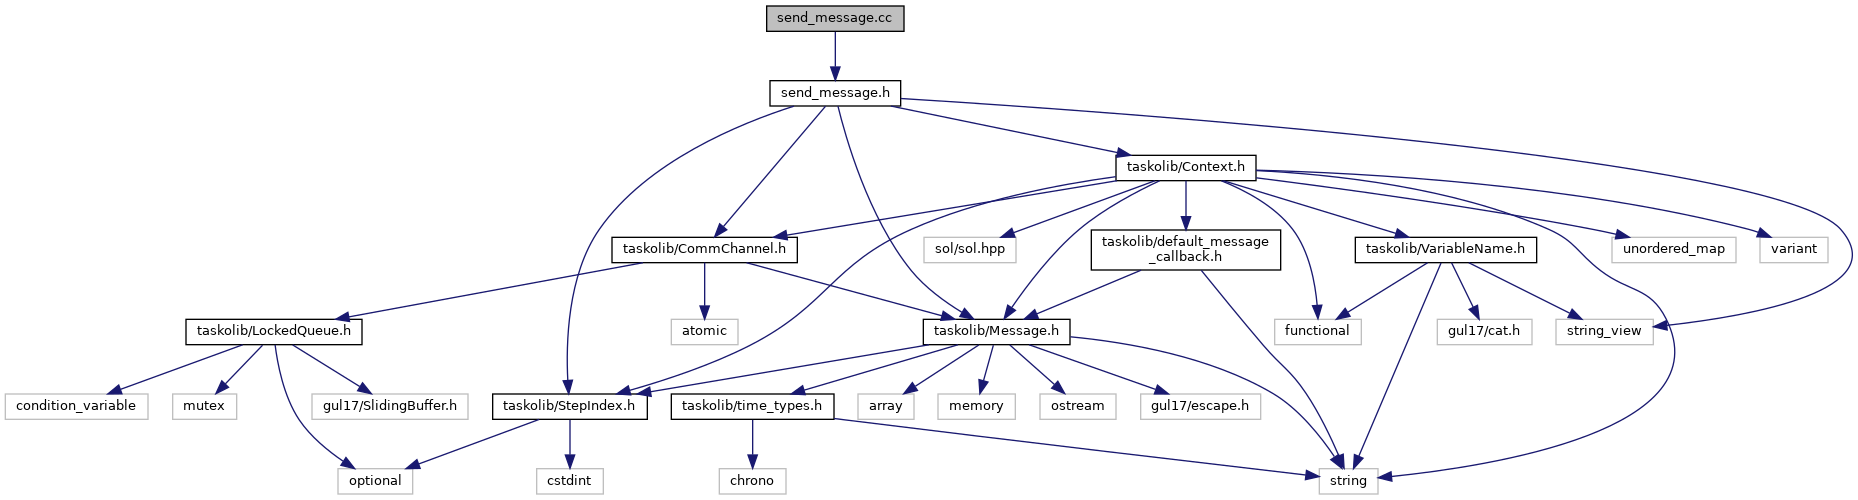 send_message.cc
send_message.h
taskolib/Context.h
taskolib/CommChannel.h
sol/sol.hpp
taskolib/default_message
_callback.h
taskolib/VariableName.h
unordered_map
variant
taskolib/LockedQueue.h
atomic
taskolib/Message.h
functional
gul17/cat.h
string_view
condition_variable
mutex
gul17/SlidingBuffer.h
taskolib/StepIndex.h
taskolib/time_types.h
array
memory
ostream
gul17/escape.h
optional
cstdint
chrono
string